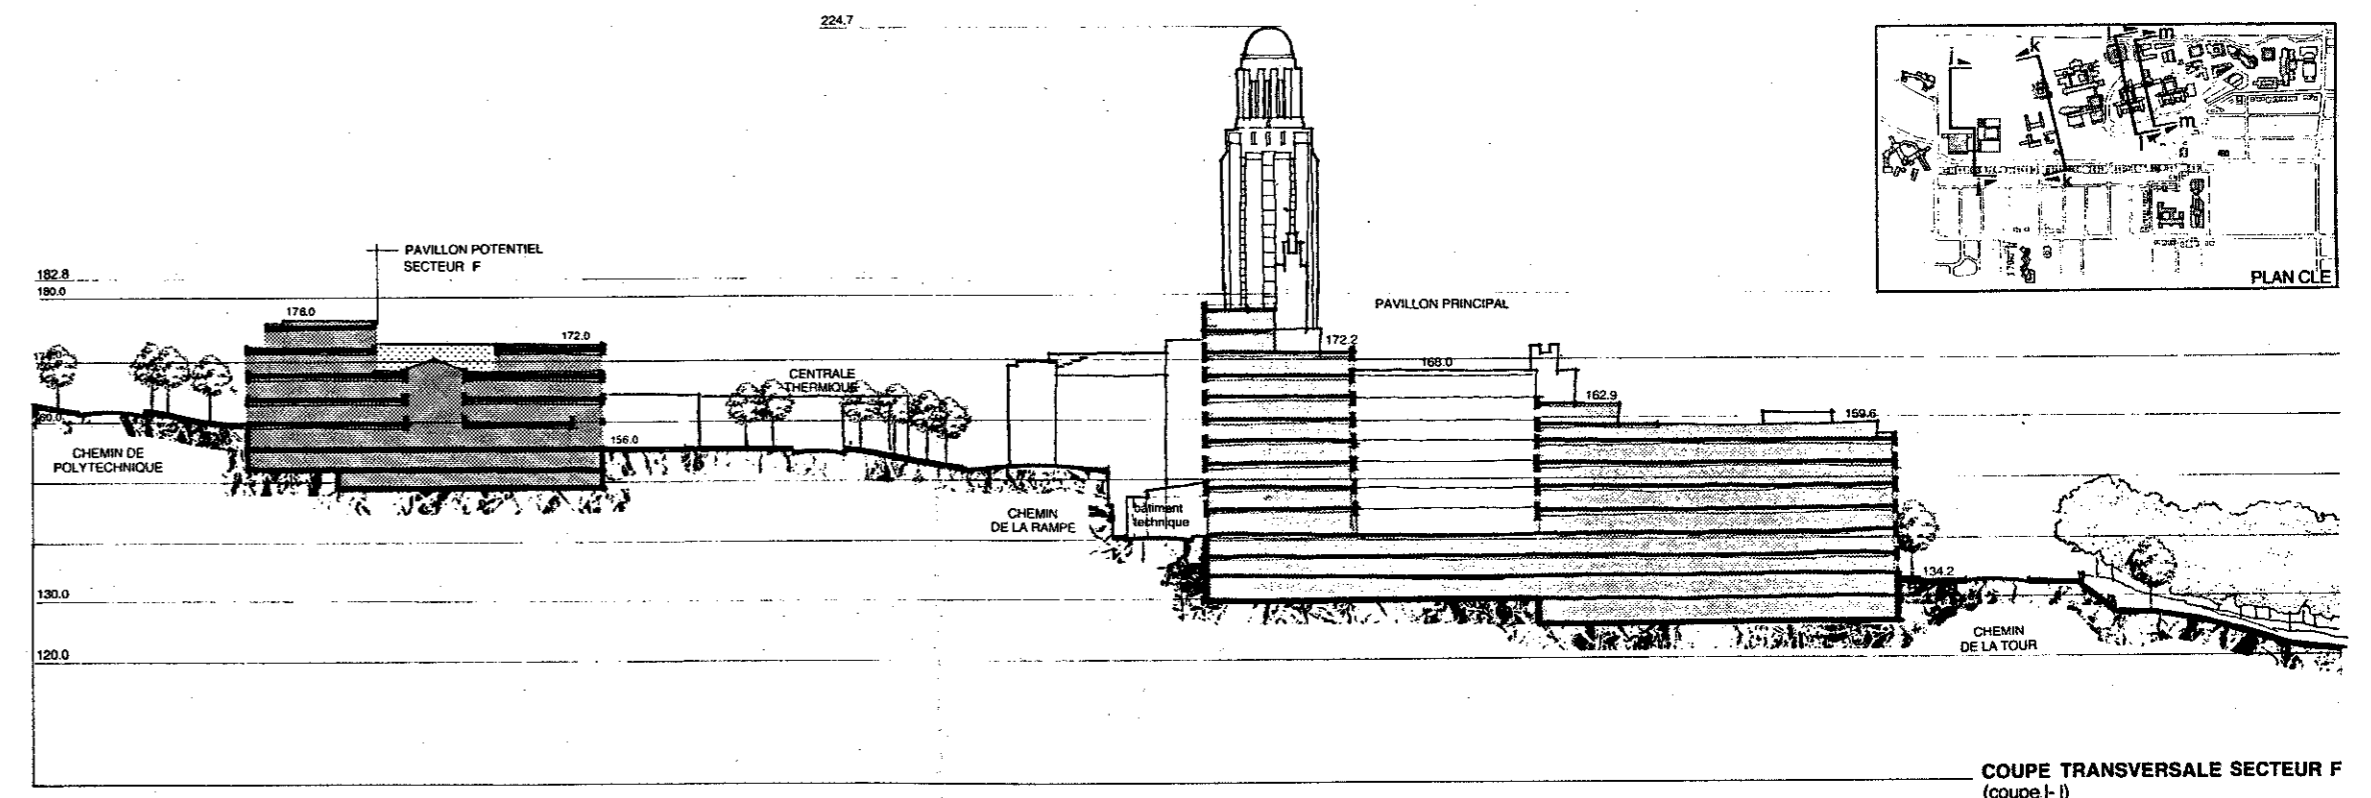 224.7
PAVILLON POTENTIEL
SECTEUR F
182.8
180.0
176.0
172.0
PAVILLON PRINCIPAL
172.2
168.0
162.9
159.6
CENTRALE
THERMIQUE
156.0
CHEMIN DE
POLYTECHNIQUE
CHEMIN
DE LA RAMPE
bâtiment
technique
134.2
130.0
120.0
CHEMIN
DE LA TOUR
k
m
m
k
PLAN CLE
COUPE TRANSVERSALE SECTEUR F
(coupe l- l)